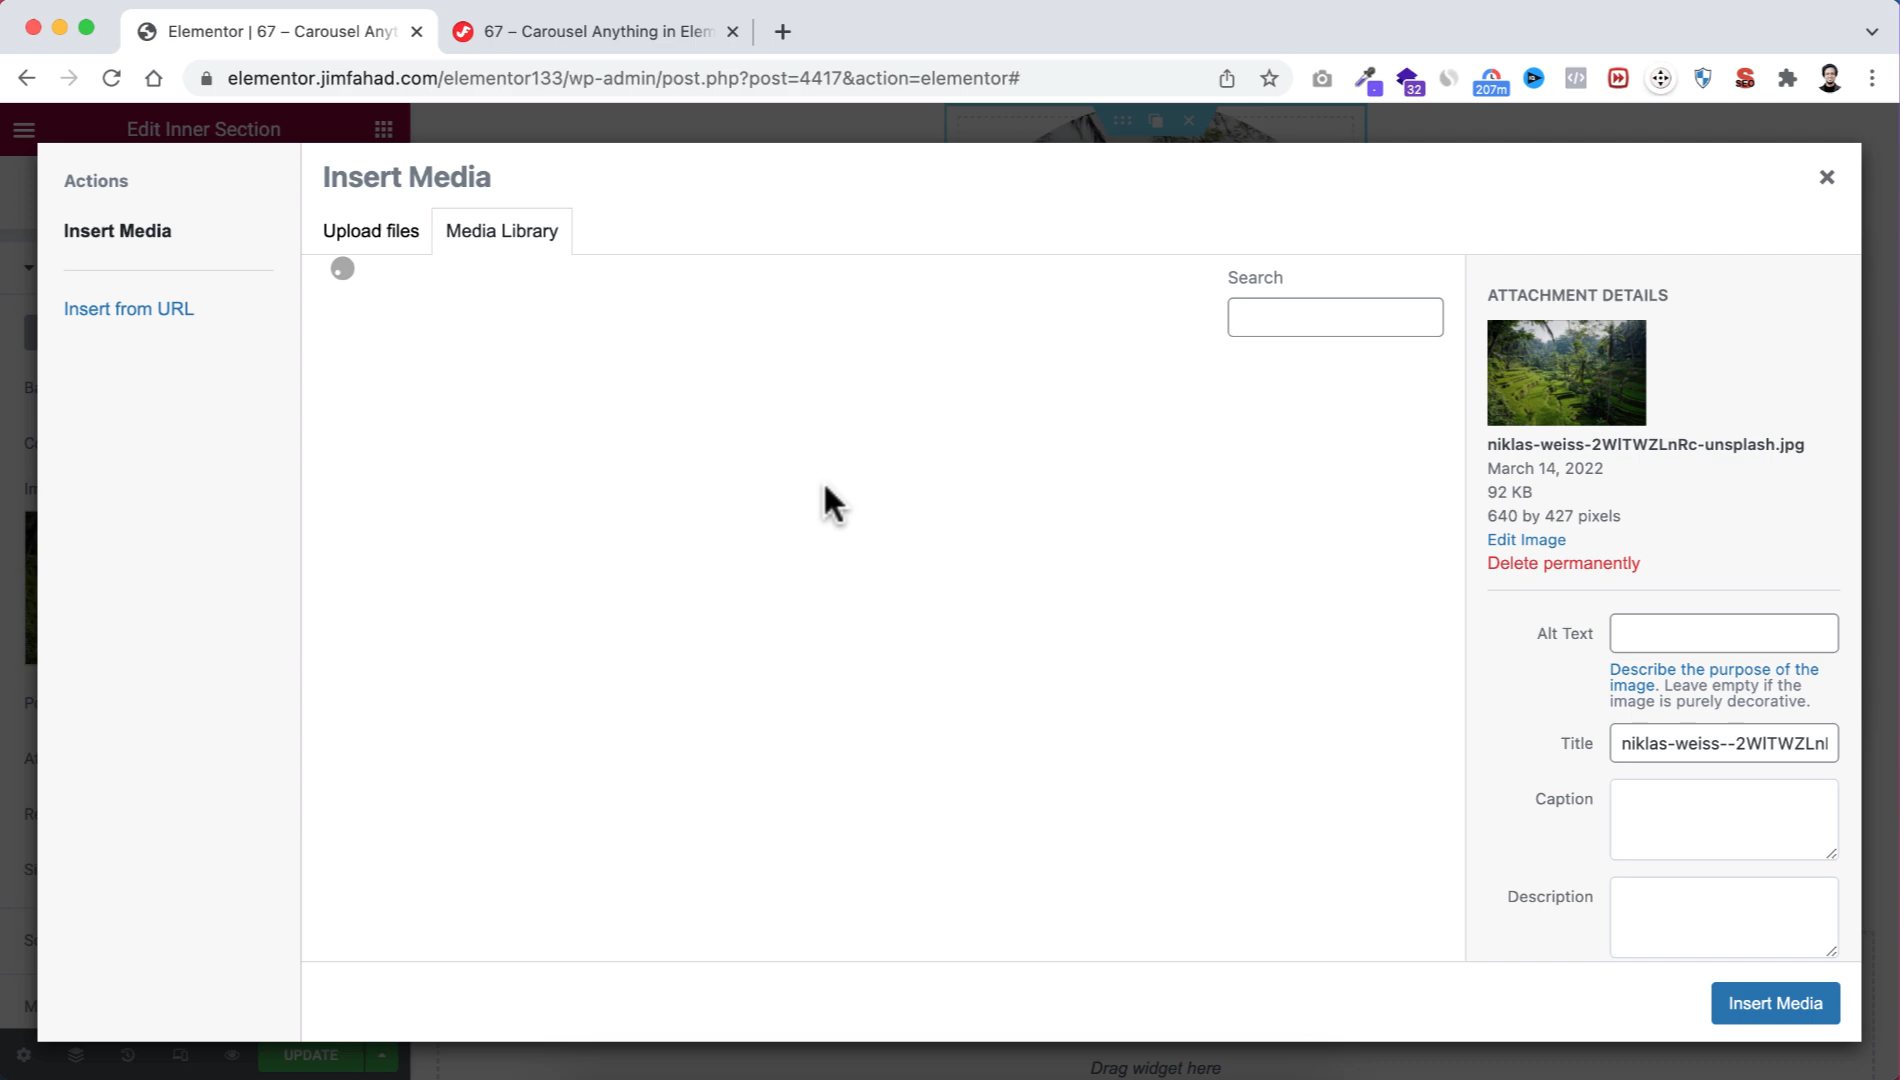 Elementor | 67 – Carousel Anyt
67 – Carousel Anything in Elem
elementor.jimfahad.com/elementor133/wp-admin/post.php?post=4417&action=elementor#
32
207m
SEO
Edit Inner Section
Actions
Insert Media
Insert from URL
Insert Media
Upload files
Media Library
Search
ATTACHMENT DETAILS
niklas-weiss-2WlTWZLnRc-unsplash.jpg
March 14, 2022
92 KB
640 by 427 pixels
Edit Image
Delete permanently
Alt Text
Describe the purpose of the
image. Leave empty if the
image is purely decorative.
Title
niklas-weiss--2WlTWZLnl
Caption
Description
Insert Media
UPDATE
Drag widget here